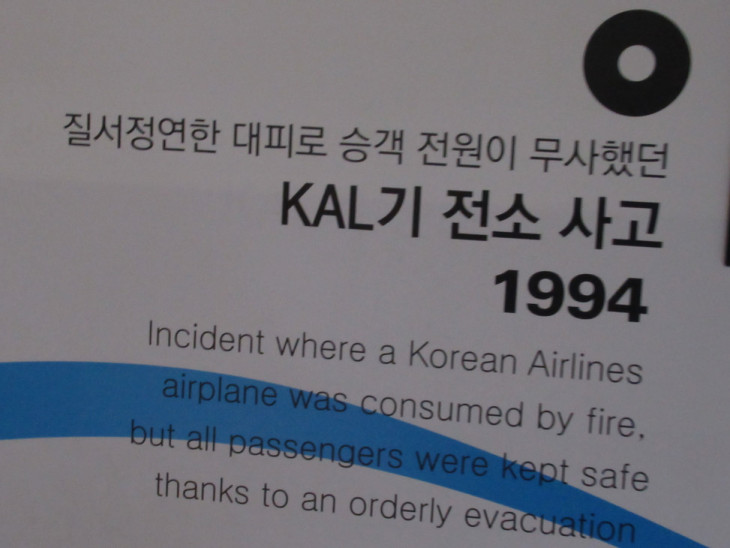 질서정연한 대피로 승객 전원이 무사했던
KAL기 전소 사고
1994
Incident where a Korean Airlines
airplane was consumed by fire,
but all passengers were kept safe
thanks to an orderly evacuation